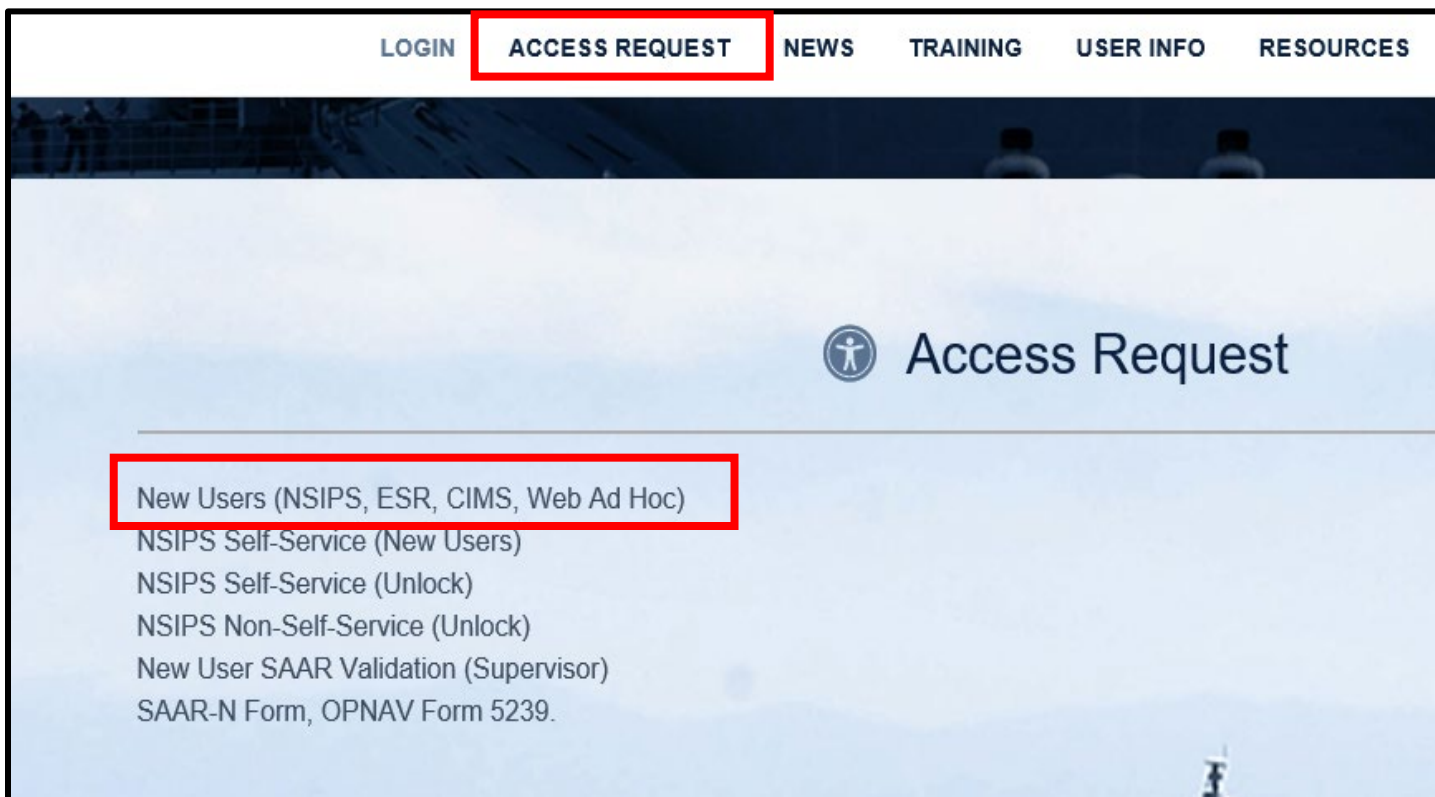 LOGIN ACCESS REQUEST NEWS TRAINING USER INFO RESOURCES
Access Request
New Users (NSIPS, ESR, CIMS, Web Ad Hoc)
NSIPS Self-Service (New Users)
NSIPS Self-Service (Unlock)
NSIPS Non-Self-Service (Unlock)
New User SAAR Validation (Supervisor)
SAAR-N Form, OPNAV Form 5239.